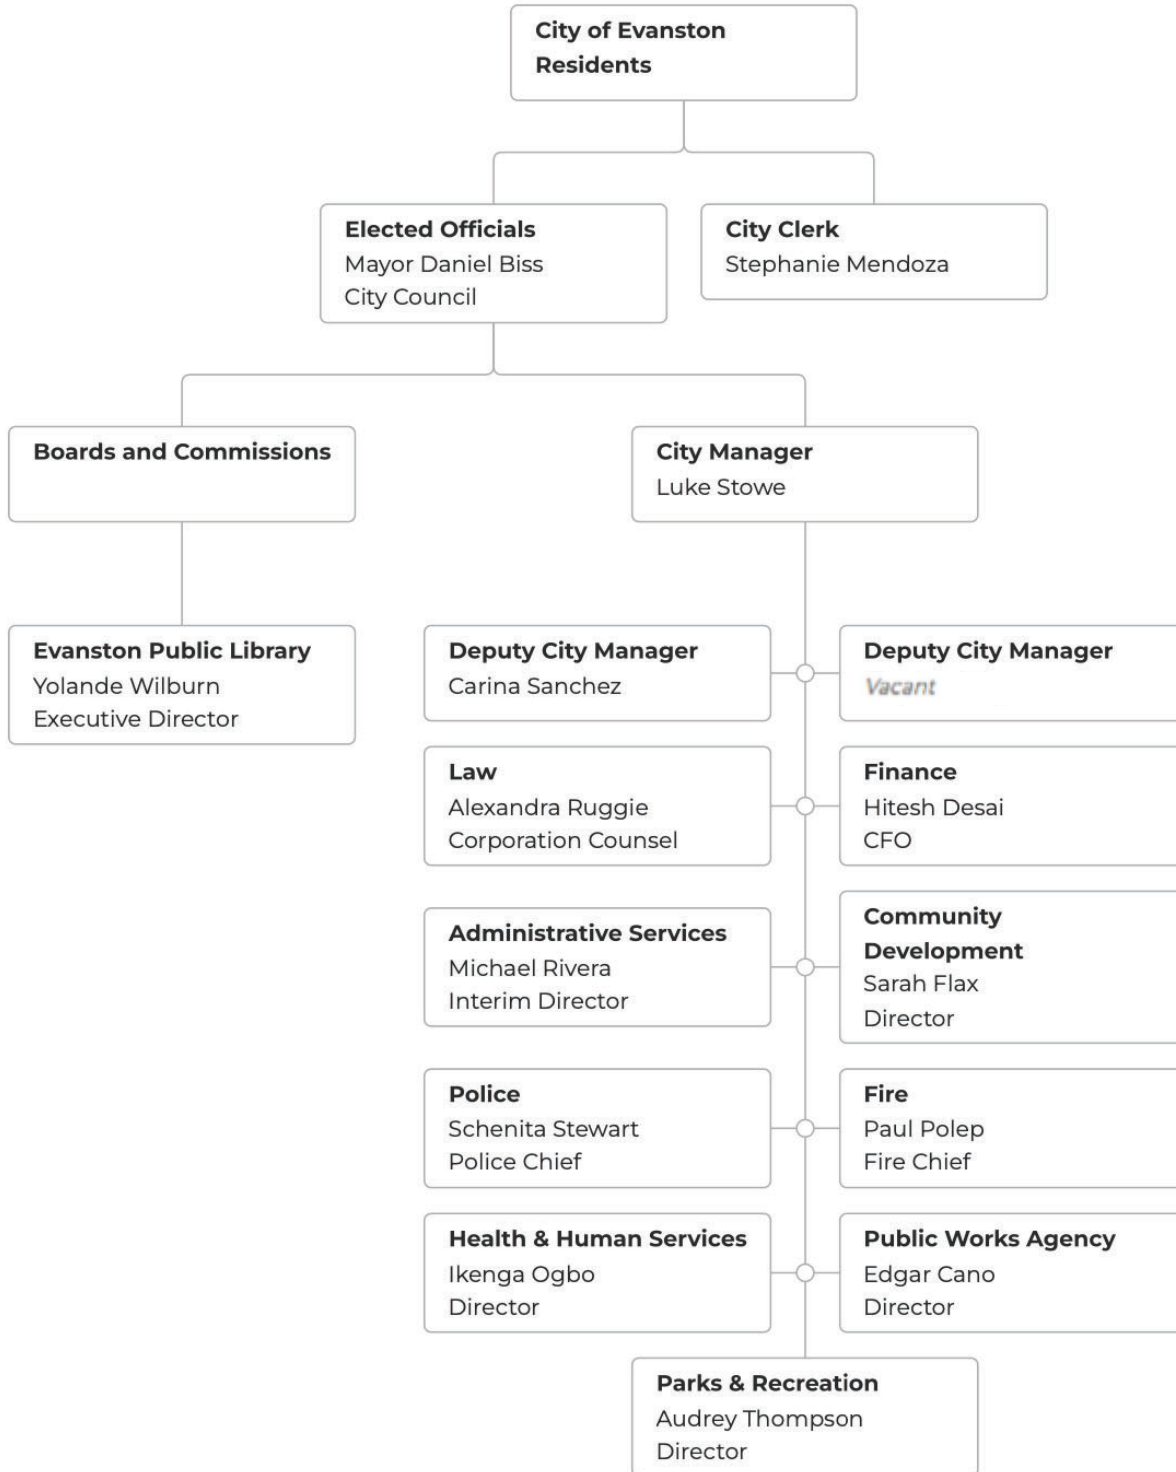 City of Evanston
Residents
Elected Officials
Mayor Daniel Biss
City Council
City Clerk
Stephanie Mendoza
Boards and Commissions
City Manager
Luke Stowe
Evanston Public Library
Yolande Wilburn
Executive Director
Deputy City Manager
Carina Sanchez
Deputy City Manager
Vacant
Law
Alexandra Ruggie
Corporation Counsel
Finance
Hitesh Desai
CFO
Administrative Services
Michael Rivera
Interim Director
Community
Development
Sarah Flax
Director
Police
Schenita Stewart
Police Chief
Fire
Paul Polep
Fire Chief
Health & Human Services
Ikenga Ogbo
Director
Public Works Agency
Edgar Cano
Director
Parks & Recreation
Audrey Thompson
Director